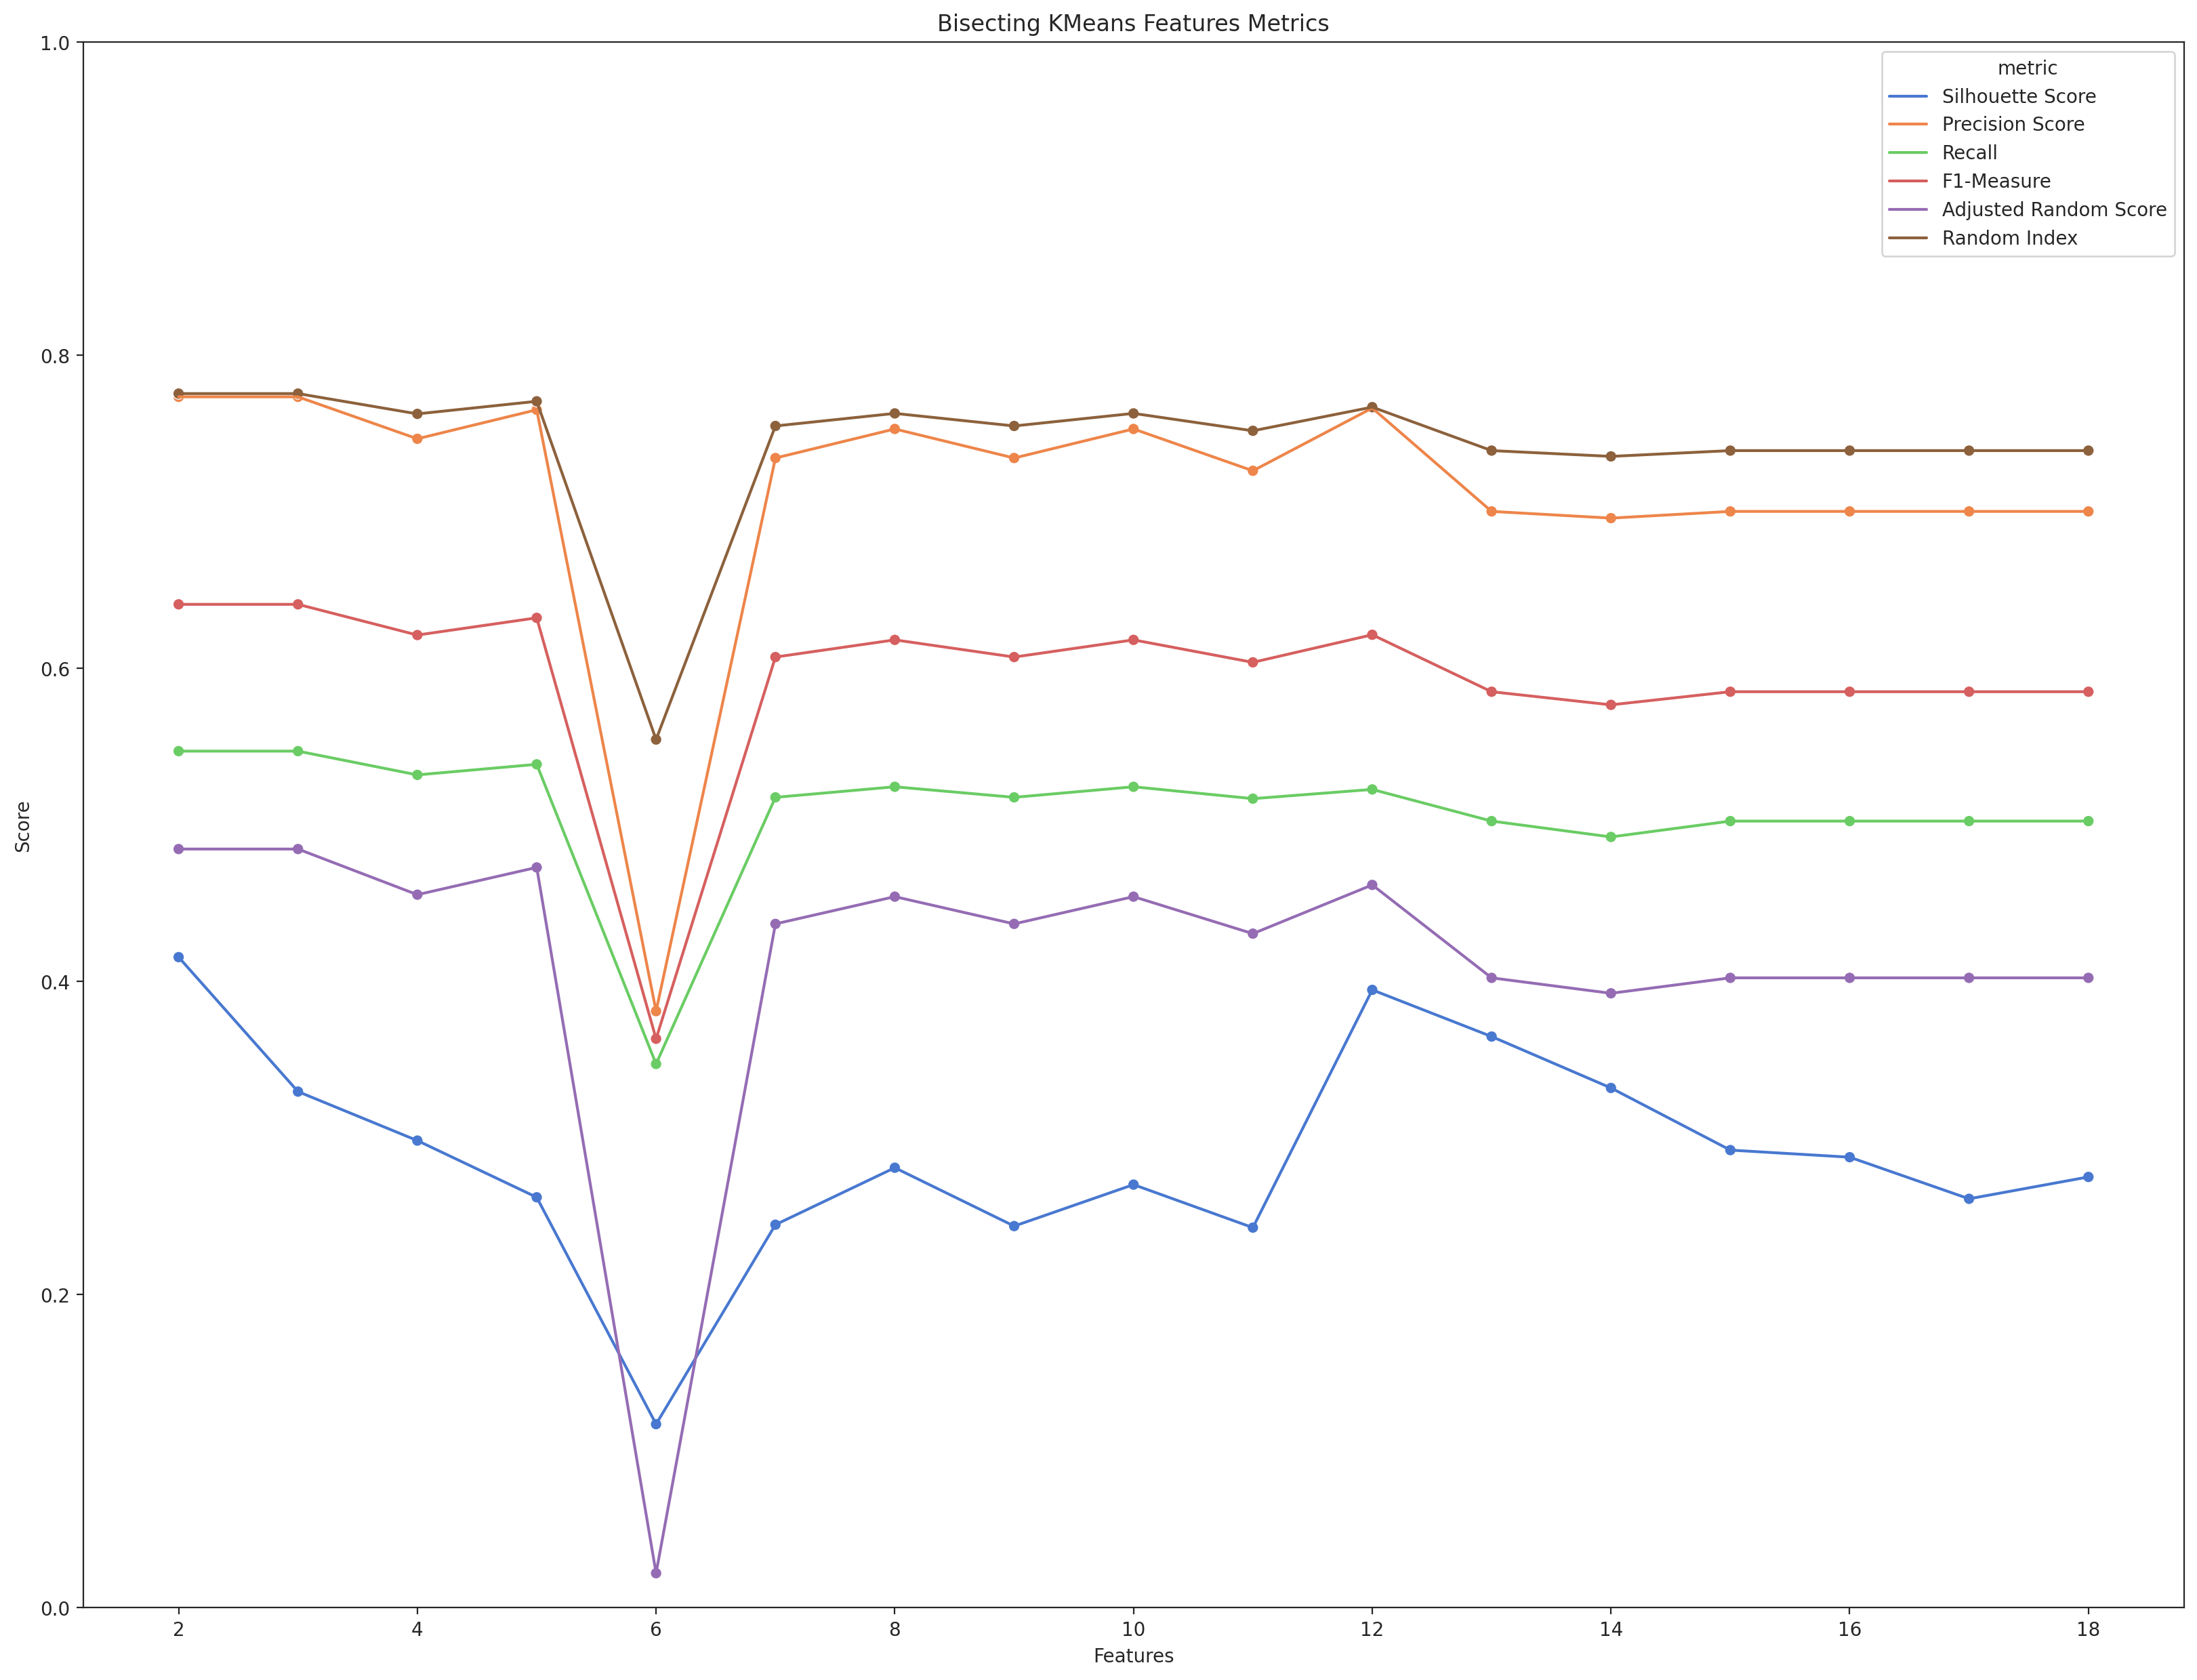 Bisecting KMeans Features Metrics
1.0
0.8
0.6
0.4
0.2
0.0
Score
metric
Silhouette Score
Precision Score
Recall
F1-Measure
Adjusted Random Score
Random Index
2 4 6 8 10 12 14 16 18
Features